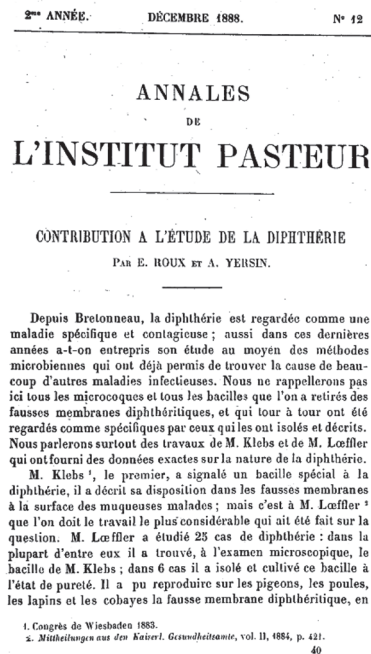 2me ANNÉE. DÉCEMBRE 1888. No 12
ANNALES
DE
L'INSTITUT PASTEUR
CONTRIBUTION A L'ÉTUDE DE LA DIPHTHÉRIE
PAR E. ROUX ET A. YERSIN.
Depuis Bretonneau, la diphthérie est regardée comme une
maladie spécifique et contagieuse ; aussi dans ces dernières
années a-t-on entrepris son étude au moyen des méthodes
microbiennes qui ont déjà permis de trouver la cause de beau-
coup d'autres maladies infectieuses. Nous ne rappellerons pas
ici tous les microcoques et tous les bacilles que l'on a retirés des
fausses membranes diphthéritiques, et qui tour à tour ont été
regardés comme spécifiques par ceux qui les ont isolés et décrits.
Nous parlerons surtout des travaux de M. Klebs et de M. Lœffler
qui ont fourni des données exactes sur la nature de la diphthérie.
M. Klebs 1, le premier, a signalé un bacille spécial à la
diphthérie, il a décrit sa disposition dans les fausses membranes
à la surface des muqueuses malades ; mais c'est à M. Lœffler 2
que l'on doit le travail le plus considérable qui ait été fait sur la
question. M. Lœffler a étudié 25 cas de diphthérie : dans la
plupart d'entre eux il a trouvé, à l'examen microscopique, le
bacille de M. Klebs ; dans 6 cas il a isolé et cultivé ce bacille à
l'état de pureté. Il a pu reproduire sur les pigeons, les poules,
les lapins et les cobayes la fausse membrane diphthéritique, en
1. Congrès de Wiesbaden 1883.
2. Mittheilungen aus den Kaiserl. Gesundheitsamte, vol. II, 1884, p. 421.
40